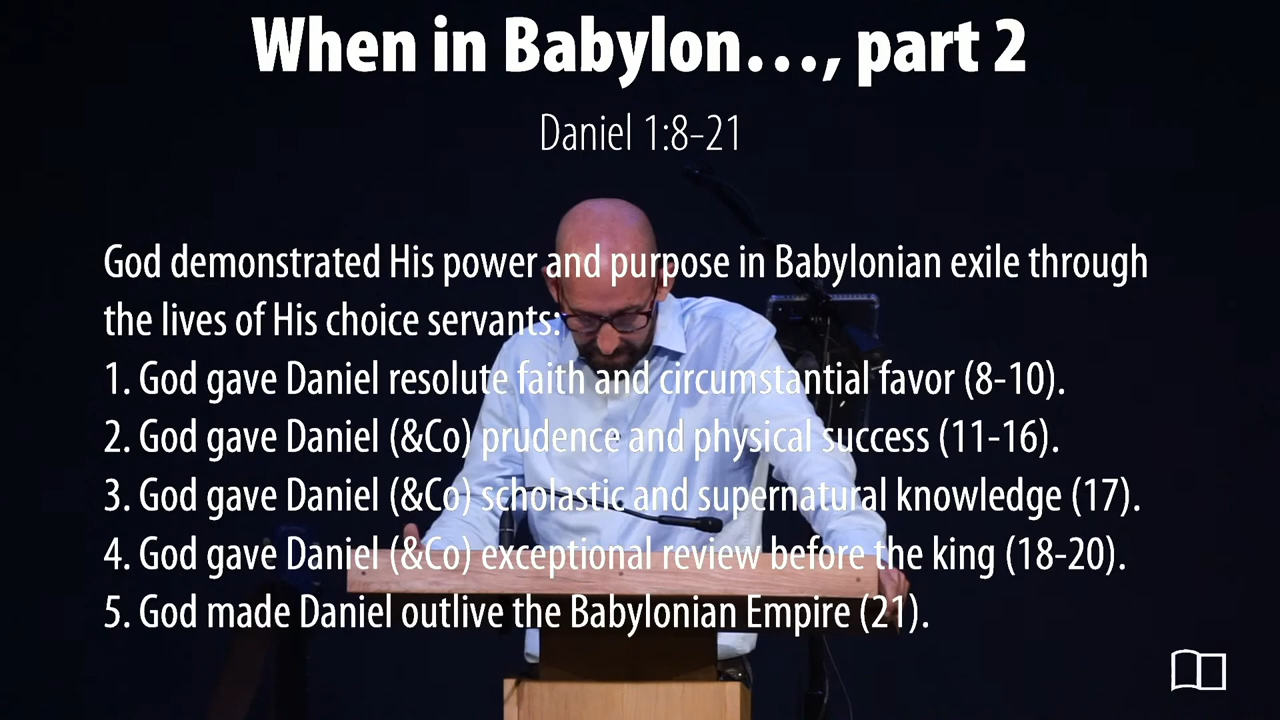 When in Babylon…, part 2
Daniel 1:8-21
God demonstrated His power and purpose in Babylonian exile through
the lives of His choice servants:
1. God gave Daniel resolute faith and circumstantial favor (8-10).
2. God gave Daniel (&Co) prudence and physical success (11-16).
3. God gave Daniel (&Co) scholastic and supernatural knowledge (17).
4. God gave Daniel (&Co) exceptional review before the king (18-20).
5. God made Daniel outlive the Babylonian Empire (21).